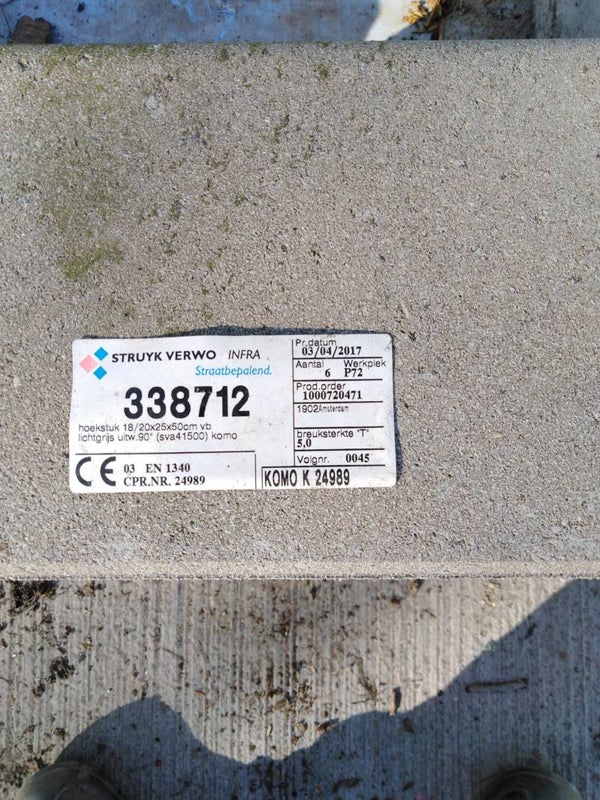 STRUYK VERWO INFRA
Straatbepalend.
338712
hoekstuk 18/20x25x50cm vb
lichtgrijs uitw.90° (sva41500) komo
CE 03 EN 1340
CPR.NR. 24989
Pr.datum
03/04/2017
Aantal Werkplek
6 P72
Prod.order
1000720471
1902Amsterdam
breuksterkte "T"
5,0
Volgnr. 0045
KOMO K 24989